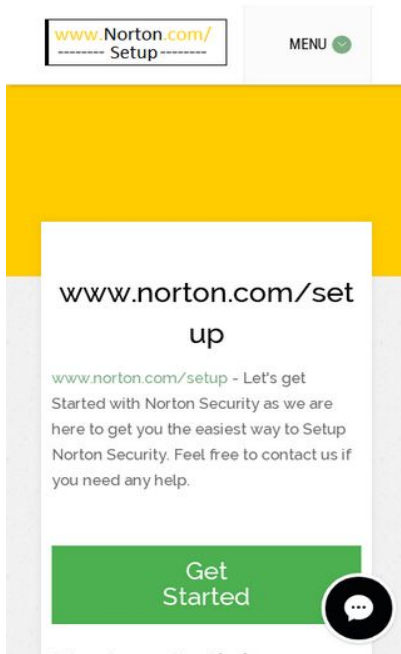 www.Norton.com/
-------- Setup --------
MENU
www.norton.com/set
up
www.norton.com/setup - Let's get
Started with Norton Security as we are
here to get you the easiest way to Setup
Norton Security. Feel free to contact us if
you need any help.
Get
Started